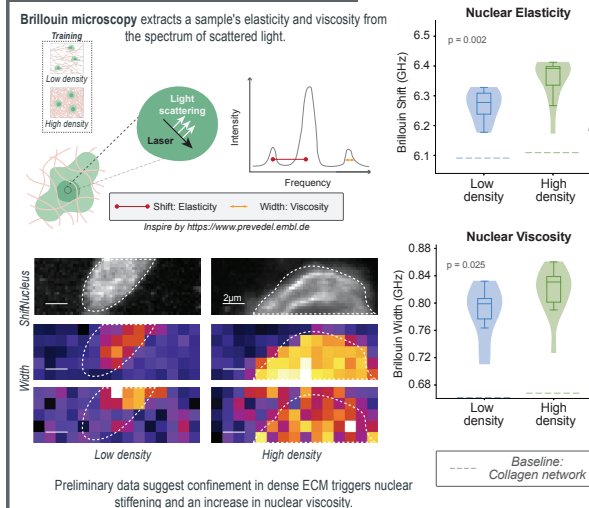 Brillouin microscopy extracts a sample's elasticity and viscosity from
the spectrum of scattered light.
Training
Low density
High density
Light
scattering
Laser
Intensity
Frequency
Shift: Elasticity
Width: Viscosity
Inspire by https://www.prevedel.embl.de
Nucleus
Shift
2μm
Width
Low density
High density
Preliminary data suggest confinement in dense ECM triggers nuclear
stiffening and an increase in nuclear viscosity.
Nuclear Elasticity
p = 0.002
Brillouin Shift (GHz)
6.5
6.4
6.3
6.2
6.1
Low
density
High
density
Nuclear Viscosity
p = 0.025
Brillouin Width (GHz)
0.88
0.84
0.80
0.76
0.72
0.68
Low
density
High
density
Baseline:
Collagen network